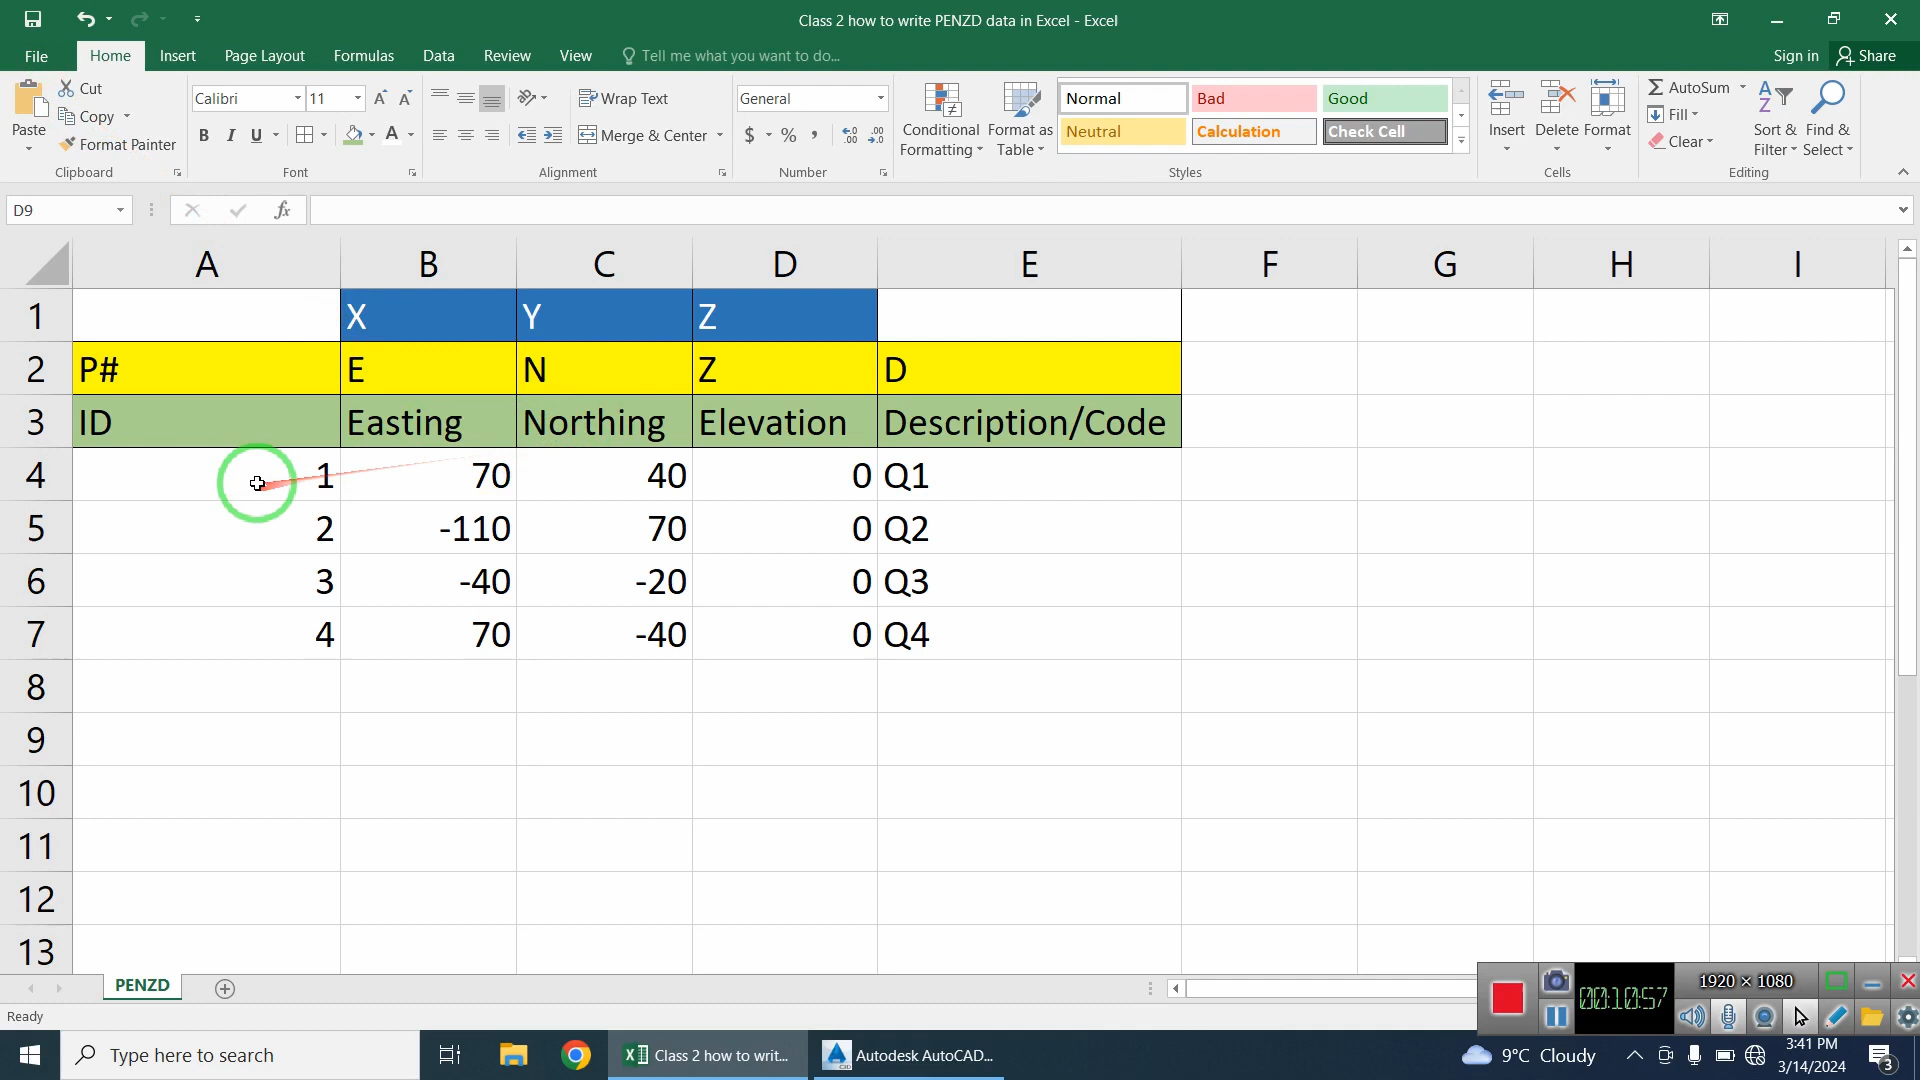 Class 2 how to write PENZD data in Excel - Excel
File Home Insert Page Layout Formulas Data Review View Tell me what you want to do... Sign in Share
Paste
Cut
Copy
Format Painter
Calibri 11
B I U
Wrap Text
Merge & Center
General
$ % ,
Conditional Formatting
Format as Table
Normal Bad Good
Neutral Calculation Check Cell
Insert Delete Format
AutoSum
Fill
Clear
Sort & Filter
Find & Select
Clipboard Font Alignment Number Styles Cells Editing
D9 fx
A B C D E F G H I
1 X Y Z
2 P# E N Z D
3 ID Easting Northing Elevation Description/Code
4 1 70 40 0 Q1
5 2 -110 70 0 Q2
6 3 -40 -20 0 Q3
7 4 70 -40 0 Q4
8
9
10
11
12
13
PENZD
1920 × 1080
00:10:57
Ready
Type here to search
Class 2 how to writ...
Autodesk AutoCAD...
9°C Cloudy
3:41 PM
3/14/2024
3